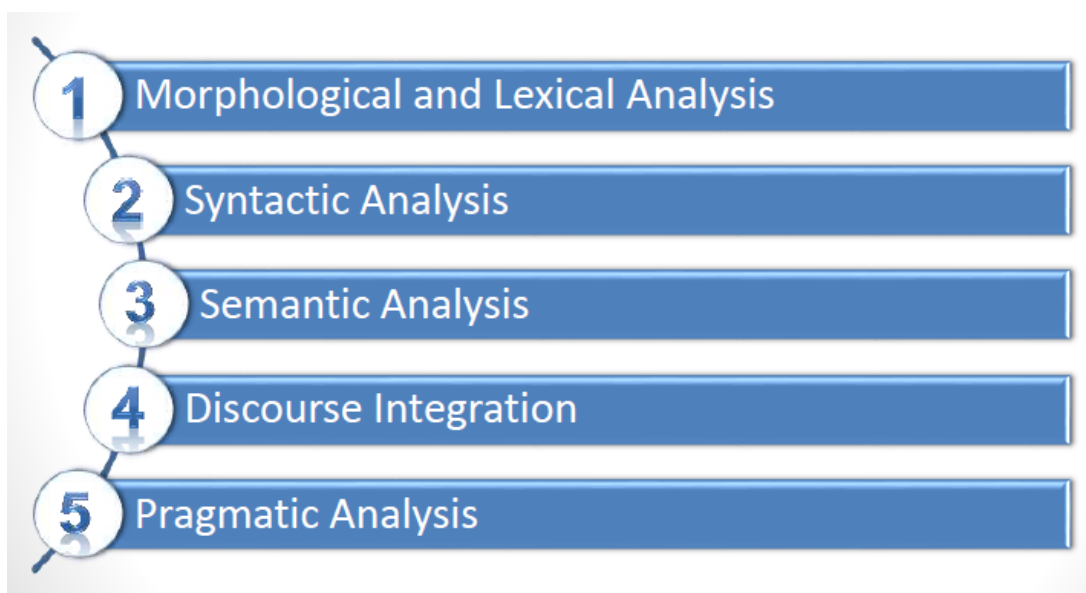 1 Morphological and Lexical Analysis
2 Syntactic Analysis
3 Semantic Analysis
4 Discourse Integration
5 Pragmatic Analysis